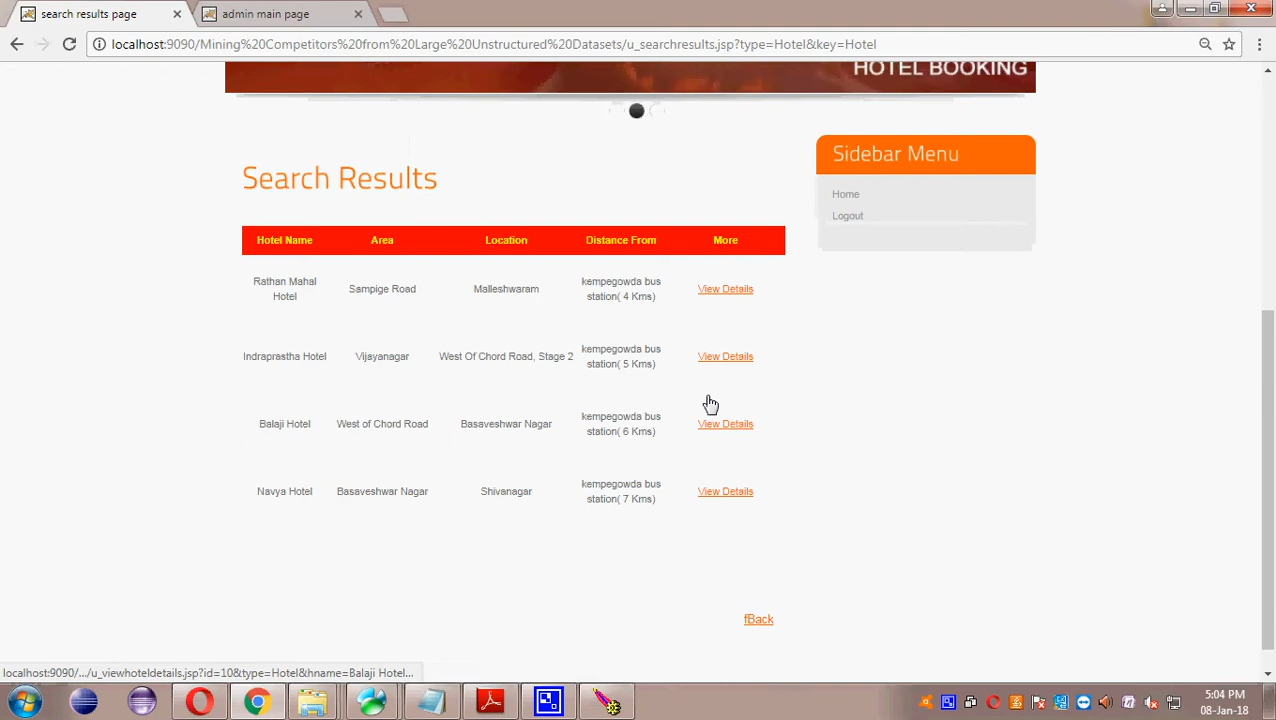 search results page
admin main page
localhost:9090/Mining%20Competitors%20from%20Large%20Unstructured%20Datasets/u_searchresults.jsp?type=Hotel&key=Hotel
HOTEL BOOKING
Sidebar Menu
Home
Logout
Search Results
Hotel Name Area Location Distance From More
Rathan Mahal Hotel Sampige Road Malleshwaram kempegowda bus station( 4 Kms) View Details
Indraprastha Hotel Vijayanagar West Of Chord Road, Stage 2 kempegowda bus station( 5 Kms) View Details
Balaji Hotel West of Chord Road Basaveshwar Nagar kempegowda bus station( 6 Kms) View Details
Navya Hotel Basaveshwar Nagar Shivanagar kempegowda bus station( 7 Kms) View Details
fBack
localhost:9090/.../u_viewhoteldetails.jsp?id=10&type=Hotel&hname=Balaji Hotel...
5:04 PM
08-Jan-18